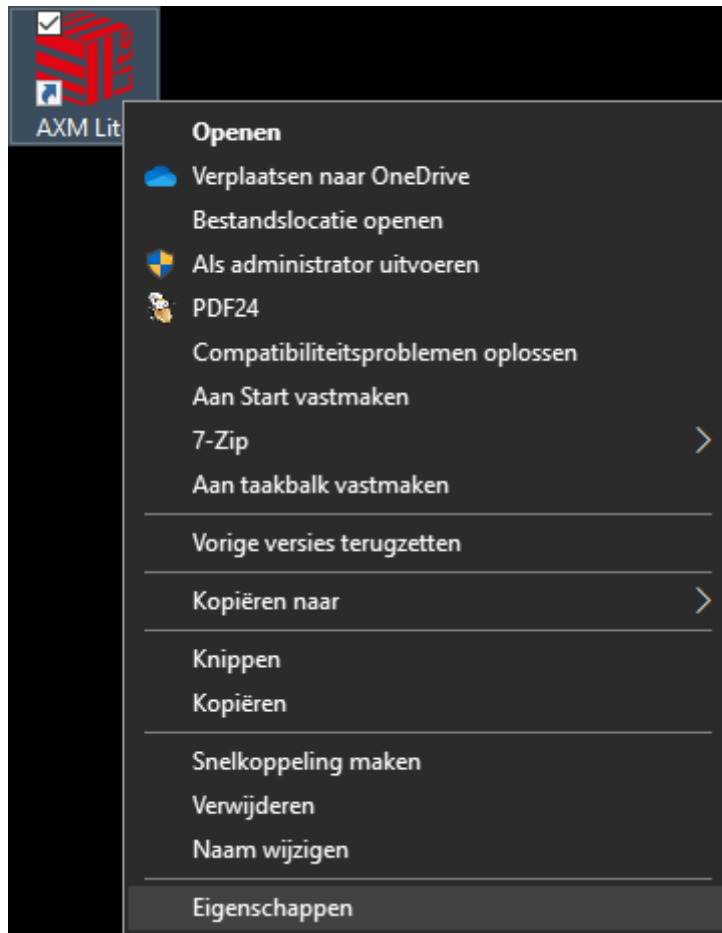 Lite
AXM Lit
Openen
Verplaatsen naar OneDrive
Bestandslocatie openen
Als administrator uitvoeren
PDF24
Compatibiliteitsproblemen oplossen
Aan Start vastmaken
7-Zip
Aan taakbalk vastmaken
Vorige versies terugzetten
Kopiëren naar
Knippen
Kopiëren
Snelkoppeling maken
Verwijderen
Naam wijzigen
Eigenschappen